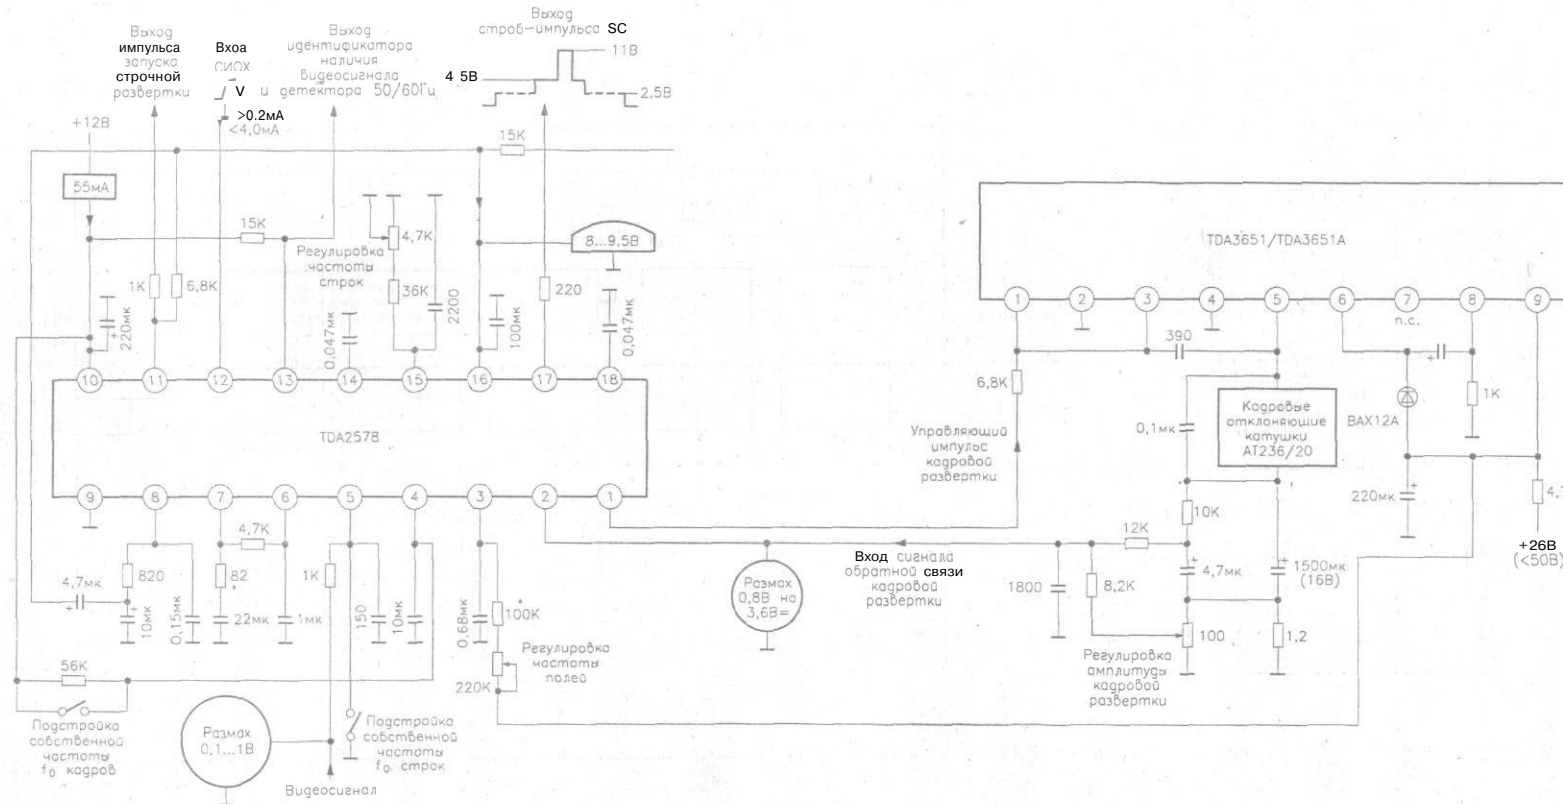 Выход
импульса
запуска
строчной
развертки
Вхоа
СИОХ
V
>0.2мА
<4,0мА
Выход
идентификатора
наличия
видеосигнала
и детектора 50/60Гц
Выход
строб-импульса SC
11В
4 5В
2.5В
+12В
55мА
15К
15К
1К
6,8К
Регулировка
частоты
строк
4,7К
36К
2200
8...9,5В
220
220мк
0,047мк
100мк
0,047мк
10
11
12
13
14
15
16
17
18
TDA2578
9
8
7
6
5
4
3
2
1
TDA3651/TDA3651A
1
2
3
4
5
6
7
8
9
n.c.
390
6,8К
0,1мк
Кадровые
отклоняющие
катушки
АТ236/20
BAX12A
1К
Управляющий
импульс
кадровой
развертки
220мк
4,
+26В
(<50В)
10К
12К
Вход сигнала
обратной связи
кадровой
развертки
4,7мк
1500мк
(16В)
1800
8,2К
100
1,2
Регулировка
амплитуды
кадровой
развертки
Размах
0,8В на
3,6В=
4,7мк
820
10мк
0,15мк
4,7К
82
22мк
1мк
1К
150
10мк
0,68мк
100К
Регулировка
частоты
полей
220К
56К
Подстройка
собственной
частоты
f₀ кадров
Размах
0,1...1В
Подстройка
собственной
частоты
f₀ строк
Видеосигнал